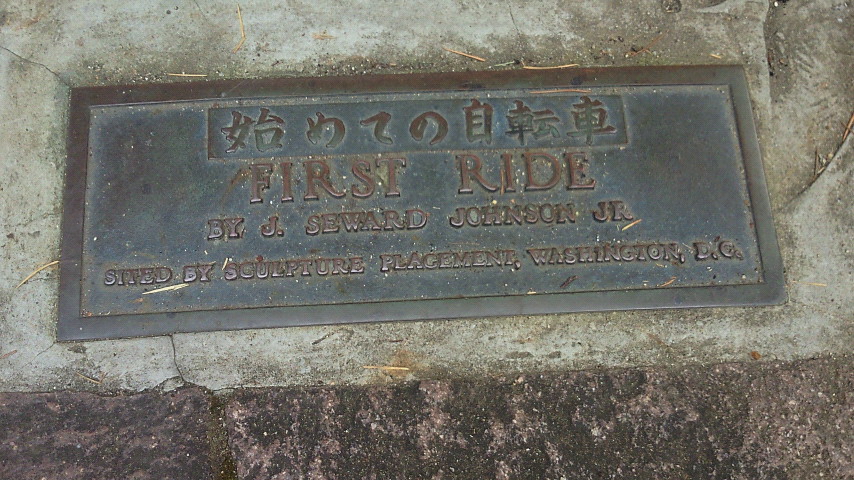 始めての自転車
FIRST RIDE
BY J. SEWARD JOHNSON JR.
SITED BY SCULPTURE PLACEMENT, WASHINGTON, D.C.